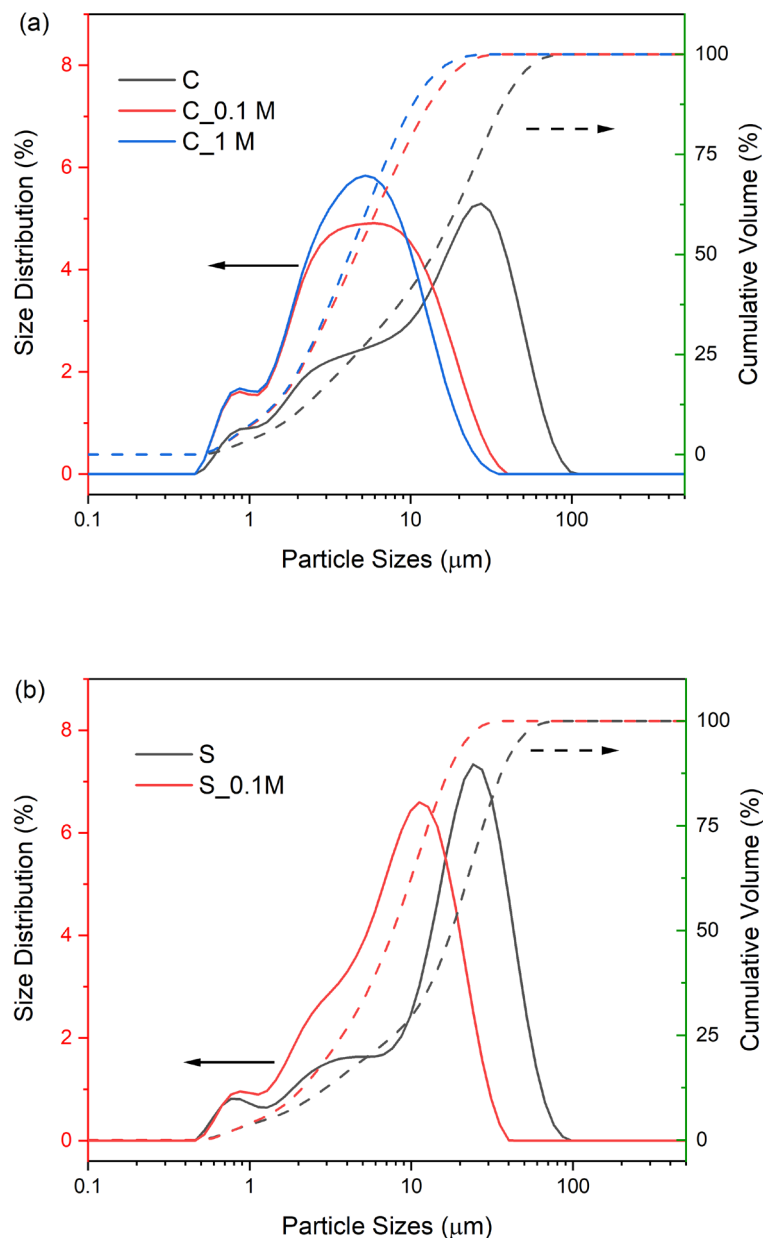 (a)
C
C_0.1 M
C_1 M
Size Distribution (%)
8
6
4
2
0
100
75
50
25
0
Cumulative Volume (%)
0.1
1
10
100
Particle Sizes (μm)
(b)
S
S_0.1M
Size Distribution (%)
8
6
4
2
0
100
75
50
25
0
Cumulative Volume (%)
0.1
1
10
100
Particle Sizes (μm)